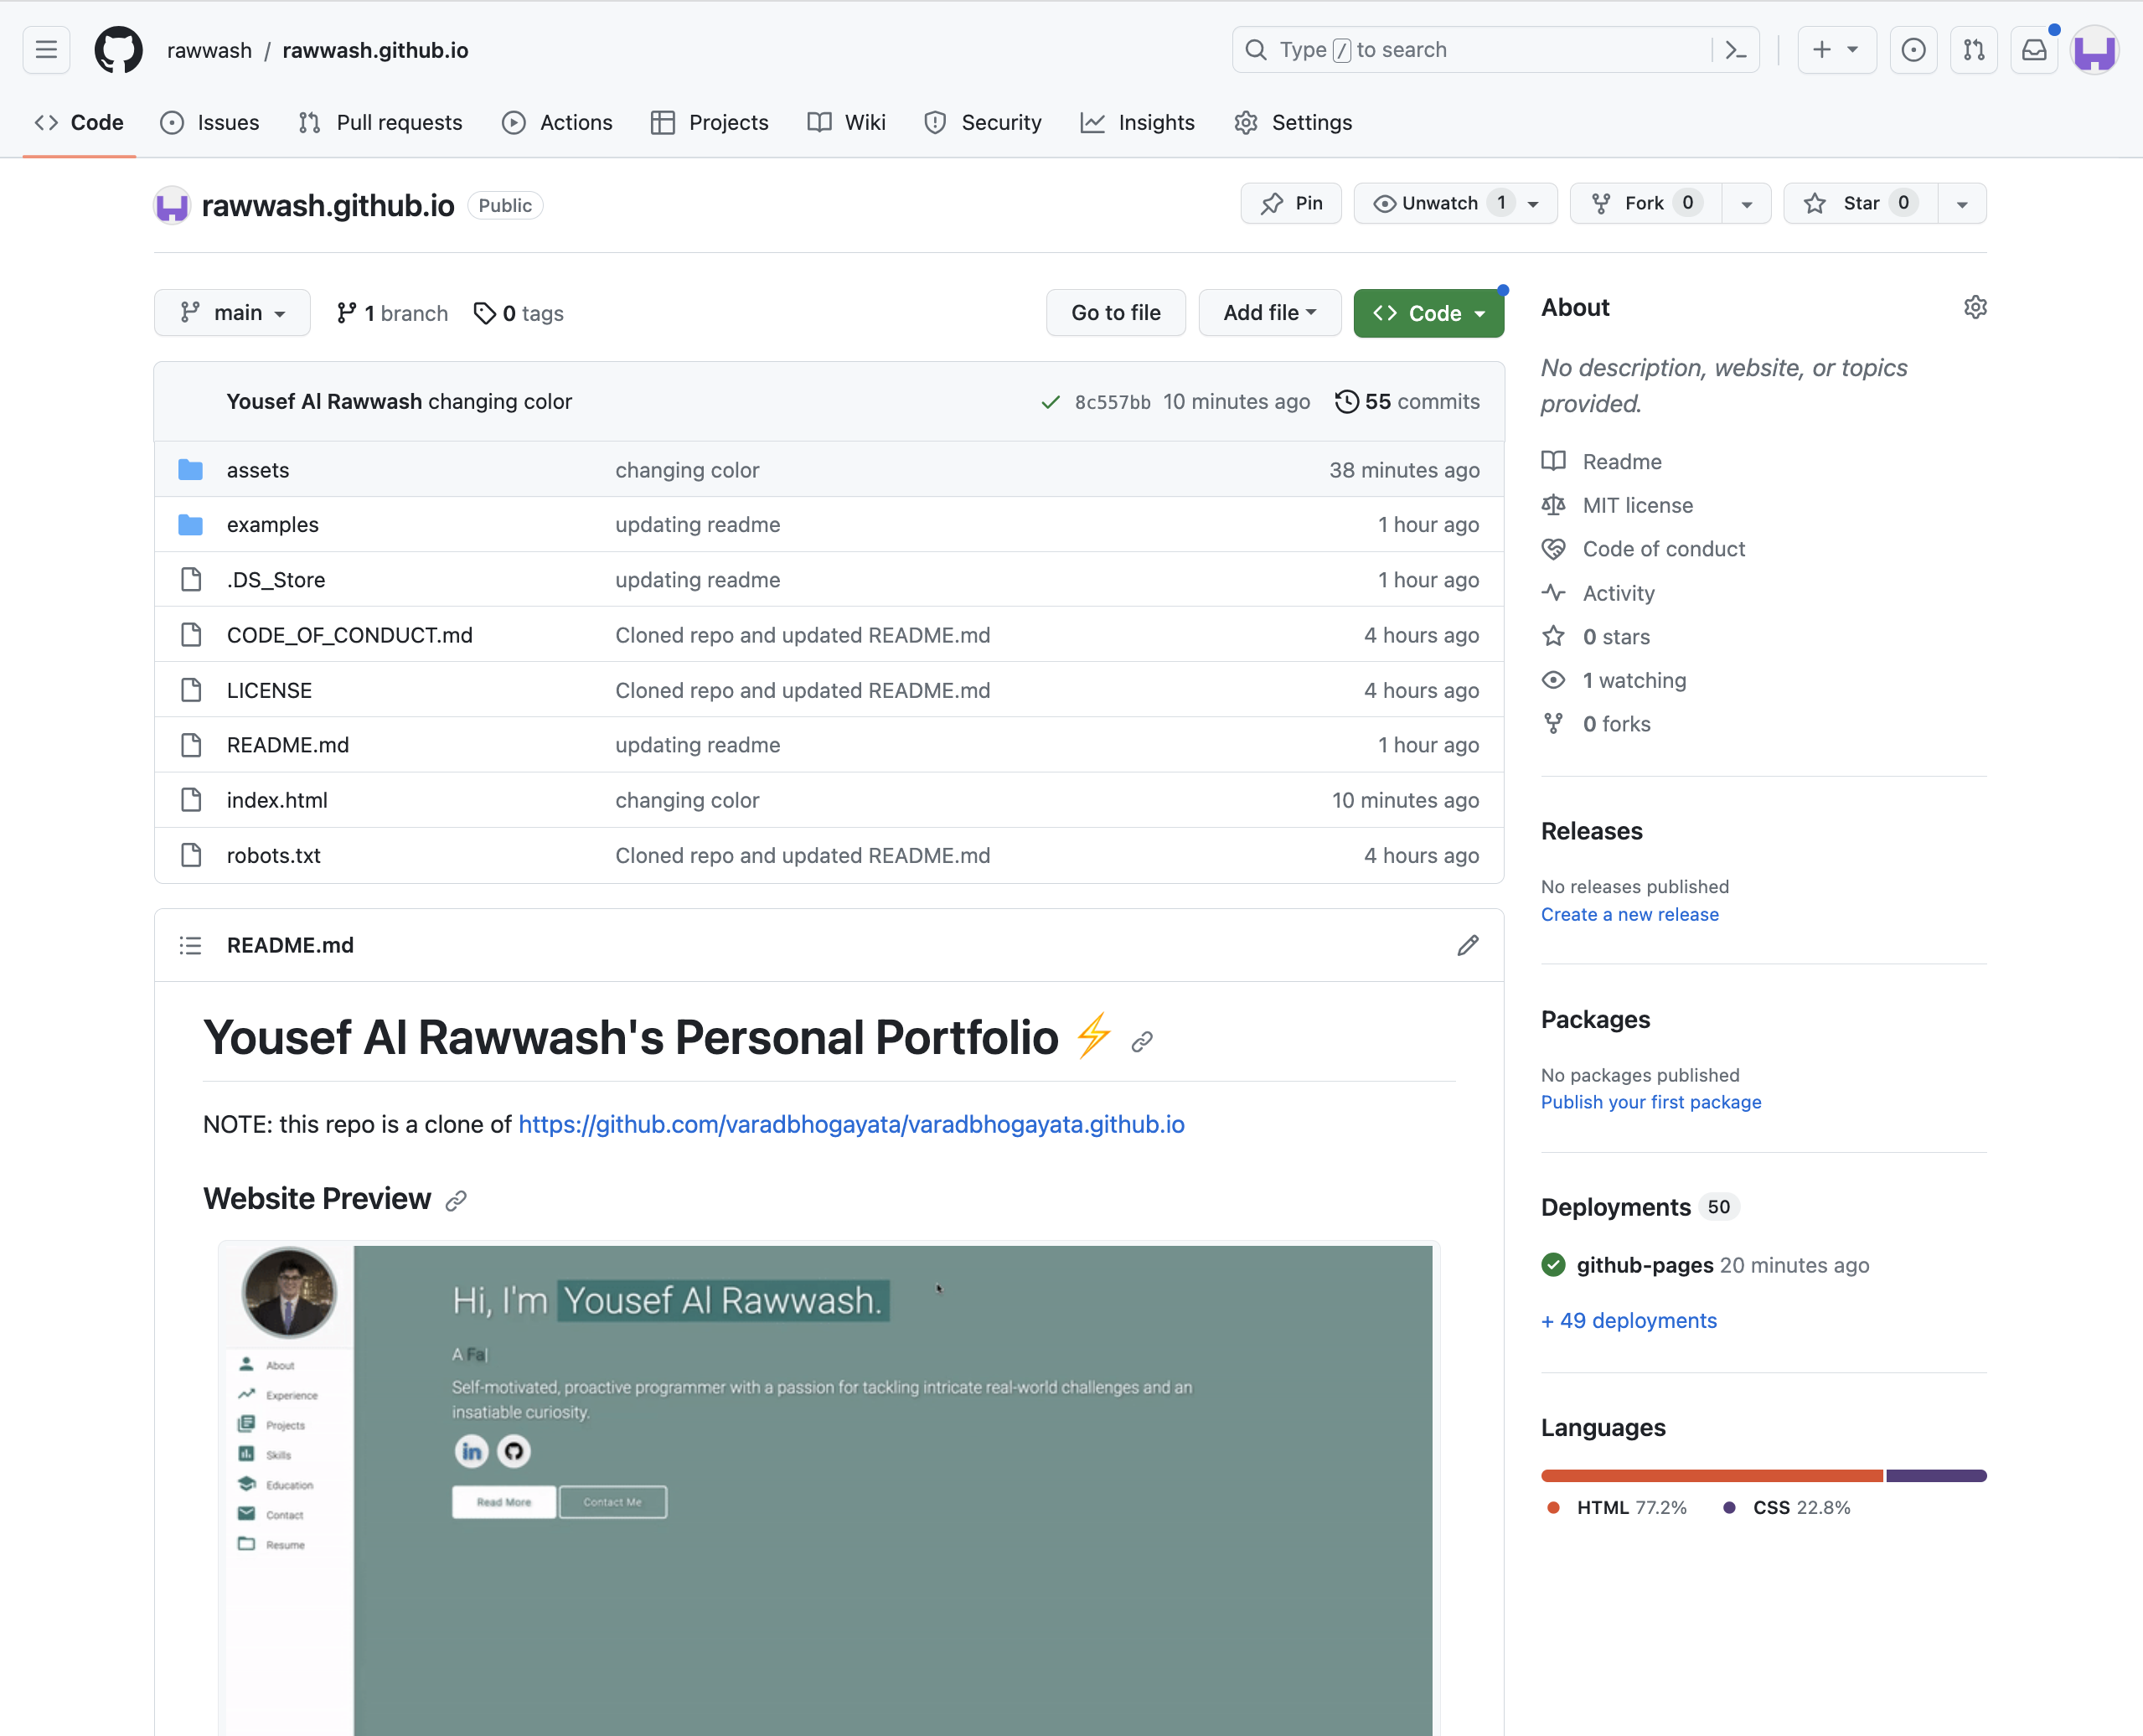 rawwash / rawwash.github.io
Type / to search
Code Issues Pull requests Actions Projects Wiki Security Insights Settings
rawwash.github.io Public
Pin Unwatch 1 Fork 0 Star 0
main 1 branch 0 tags Go to file Add file Code
Yousef Al Rawwash changing color 8c557bb 10 minutes ago 55 commits
assets changing color 38 minutes ago
examples updating readme 1 hour ago
.DS_Store updating readme 1 hour ago
CODE_OF_CONDUCT.md Cloned repo and updated README.md 4 hours ago
LICENSE Cloned repo and updated README.md 4 hours ago
README.md updating readme 1 hour ago
index.html changing color 10 minutes ago
robots.txt Cloned repo and updated README.md 4 hours ago
README.md
Yousef Al Rawwash's Personal Portfolio ⚡
NOTE: this repo is a clone of https://github.com/varadbhogayata/varadbhogayata.github.io
Website Preview
Hi, I'm Yousef Al Rawwash.
A Fa|
Self-motivated, proactive programmer with a passion for tackling intricate real-world challenges and an
insatiable curiosity.
in
Read More Contact Me
About
Experience
Projects
Skills
Education
Contact
Resume
About
No description, website, or topics
provided.
Readme
MIT license
Code of conduct
Activity
0 stars
1 watching
0 forks
Releases
No releases published
Create a new release
Packages
No packages published
Publish your first package
Deployments 50
github-pages 20 minutes ago
+ 49 deployments
Languages
HTML 77.2% CSS 22.8%